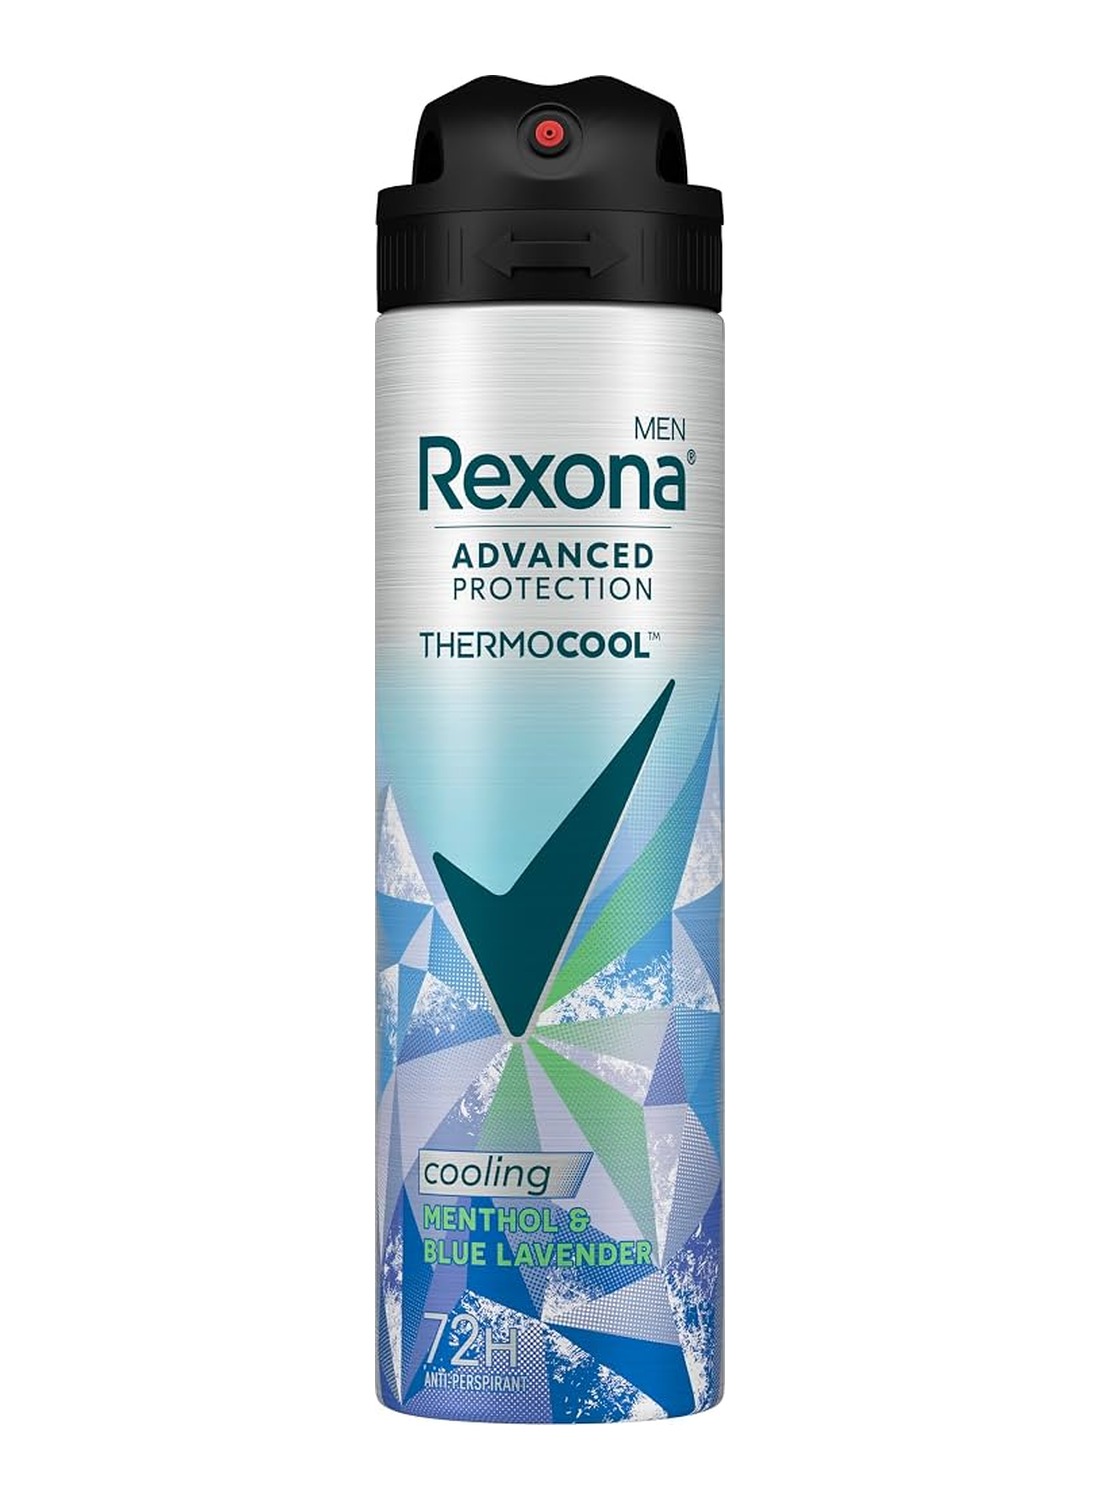 MEN
Rexona®
ADVANCED
PROTECTION
THERMOCOOL™
cooling
MENTHOL &
BLUE LAVENDER
72H
ANTI-PERSPIRANT